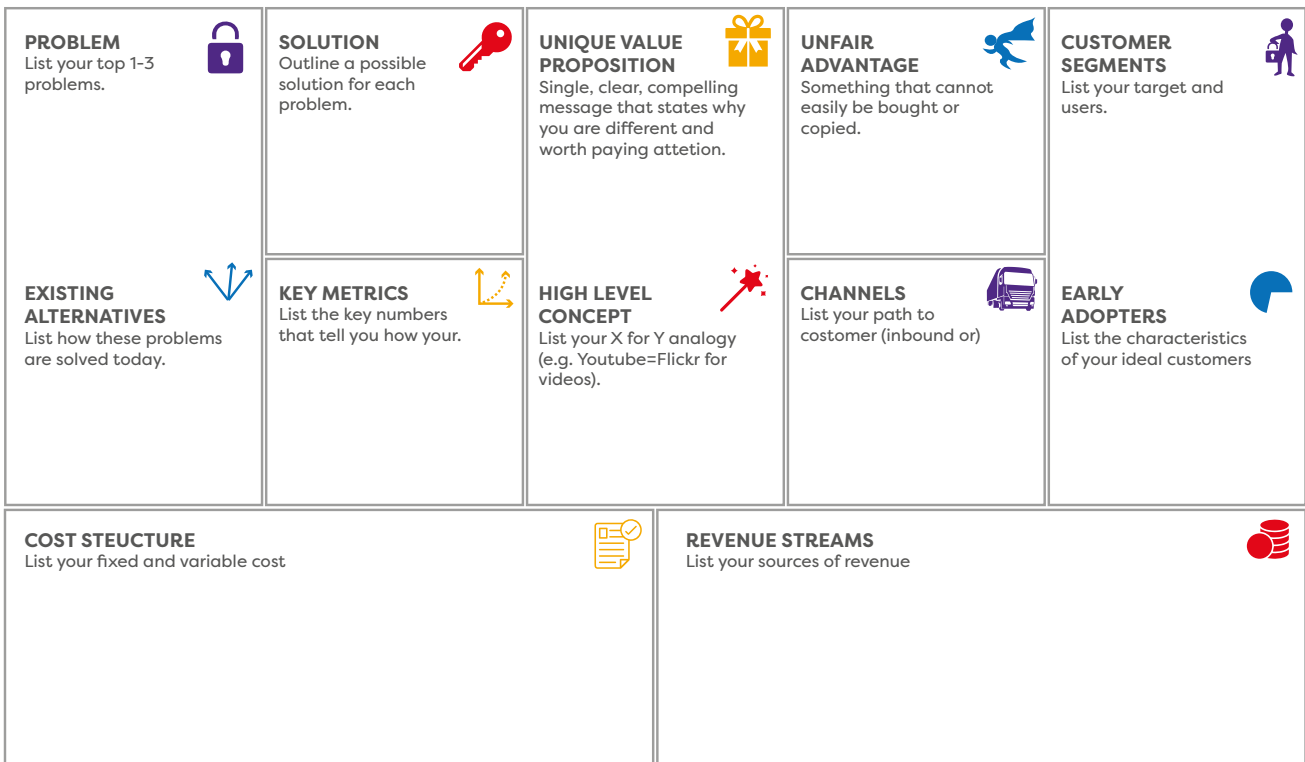 PROBLEM
List your top 1-3
problems.
SOLUTION
Outline a possible
solution for each
problem.
UNIQUE VALUE
PROPOSITION
Single, clear, compelling
message that states why
you are different and
worth paying attetion.
UNFAIR
ADVANTAGE
Something that cannot
easily be bought or
copied.
CUSTOMER
SEGMENTS
List your target and
users.
EXISTING
ALTERNATIVES
List how these problems
are solved today.
KEY METRICS
List the key numbers
that tell you how your.
HIGH LEVEL
CONCEPT
List your X for Y analogy
(e.g. Youtube=Flickr for
videos).
CHANNELS
List your path to
costomer (inbound or)
EARLY
ADOPTERS
List the characteristics
of your ideal customers
COST STEUCTURE
List your fixed and variable cost
REVENUE STREAMS
List your sources of revenue